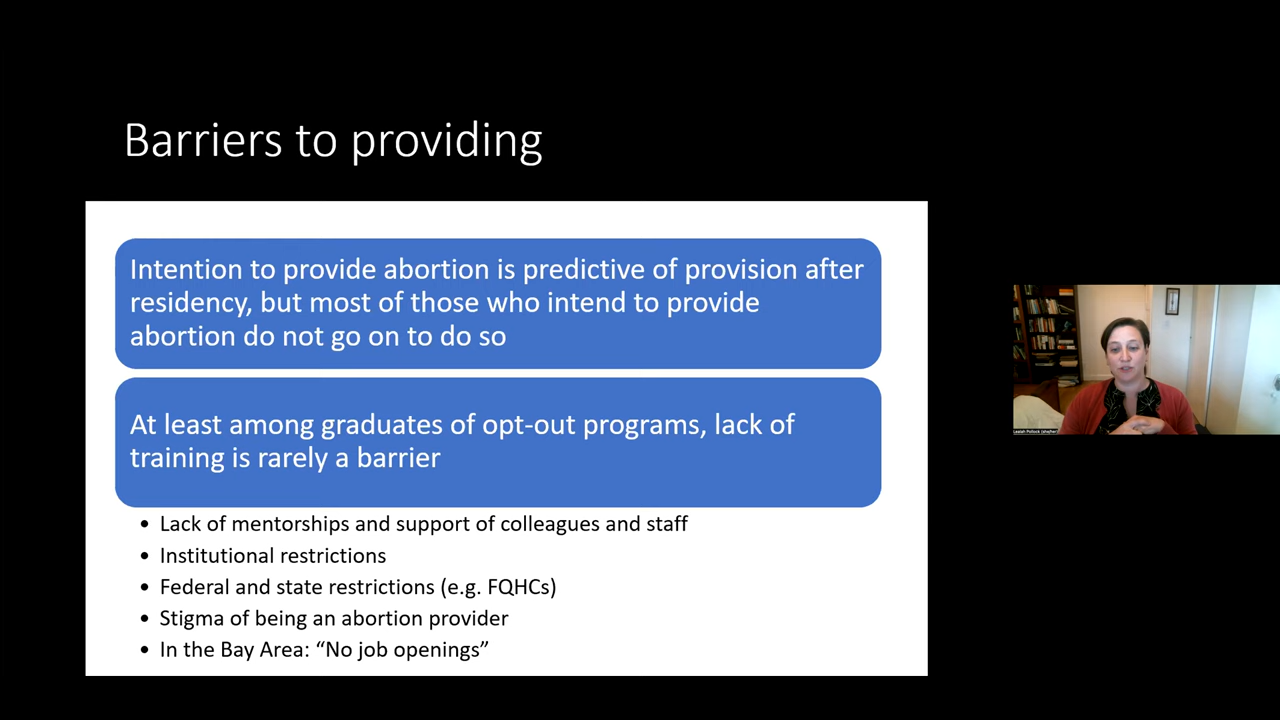 Barriers to providing
Intention to provide abortion is predictive of provision after
residency, but most of those who intend to provide
abortion do not go on to do so
At least among graduates of opt-out programs, lack of
training is rarely a barrier
• Lack of mentorships and support of colleagues and staff
• Institutional restrictions
• Federal and state restrictions (e.g. FQHCs)
• Stigma of being an abortion provider
• In the Bay Area: “No job openings”